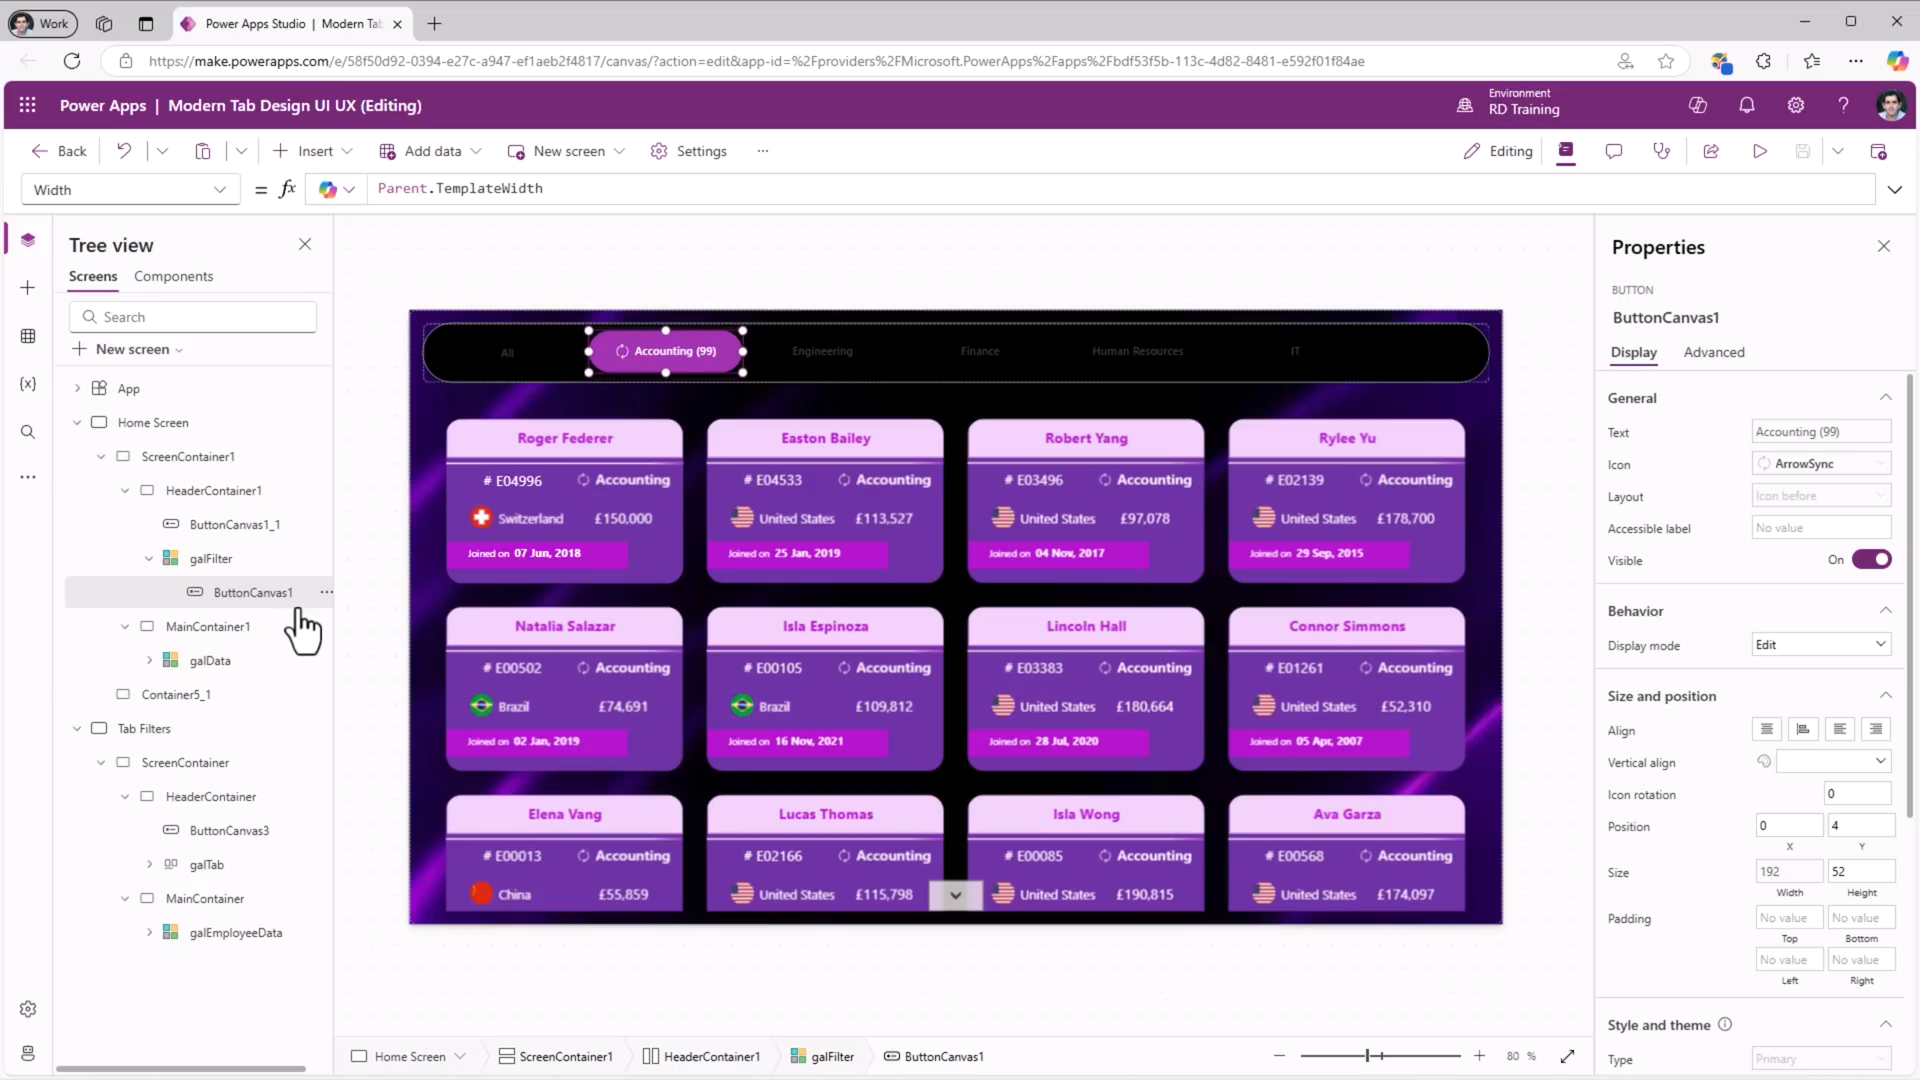 Work
Power Apps Studio | Modern Tab
https://make.powerapps.com/e/58f50d92-0394-e27c-a947-ef1aeb2f4817/canvas/?action=edit&app-id=%2Fproviders%2FMicrosoft.PowerApps%2Fapps%2Fbdf53f5b-113c-4d82-8481-e592f01f84ae
Power Apps | Modern Tab Design UI UX (Editing)
Environment
RD Training
Back
Insert
Add data
New screen
Settings
Editing
Width
= fx
Parent.TemplateWidth
Tree view
Screens Components
Search
New screen
App
Home Screen
ScreenContainer1
HeaderContainer1
ButtonCanvas1_1
galFilter
ButtonCanvas1
MainContainer1
galData
Container5_1
Tab Filters
ScreenContainer
HeaderContainer
ButtonCanvas3
galTab
MainContainer
galEmployeeData
All Accounting (99) Engineering Finance Human Resources IT
Roger Federer
# E04996 Accounting
Switzerland £150,000
Joined on 07 Jun, 2018
Easton Bailey
# E04533 Accounting
United States £113,527
Joined on 25 Jan, 2019
Robert Yang
# E03496 Accounting
United States £97,078
Joined on 04 Nov, 2017
Rylee Yu
# E02139 Accounting
United States £178,700
Joined on 29 Sep, 2015
Natalia Salazar
# E00502 Accounting
Brazil £74,691
Joined on 02 Jan, 2019
Isla Espinoza
# E00105 Accounting
Brazil £109,812
Joined on 16 Nov, 2021
Lincoln Hall
# E03383 Accounting
United States £180,664
Joined on 28 Jul, 2020
Connor Simmons
# E01261 Accounting
United States £52,310
Joined on 05 Apr, 2007
Elena Vang
# E00013 Accounting
China £55,859
Lucas Thomas
# E02166 Accounting
United States £115,798
Isla Wong
# E00085 Accounting
United States £190,815
Ava Garza
# E00568 Accounting
United States £174,097
Home Screen
ScreenContainer1
HeaderContainer1
galFilter
ButtonCanvas1
80 %
Properties
BUTTON
ButtonCanvas1
Display Advanced
General
Text Accounting (99)
Icon ArrowSync
Layout Icon before
Accessible label No value
Visible On
Behavior
Display mode Edit
Size and position
Align
Vertical align
Icon rotation 0
Position 0 4
X Y
Size 192 52
Width Height
Padding No value No value
Top Bottom
No value No value
Left Right
Style and theme
Type Primary